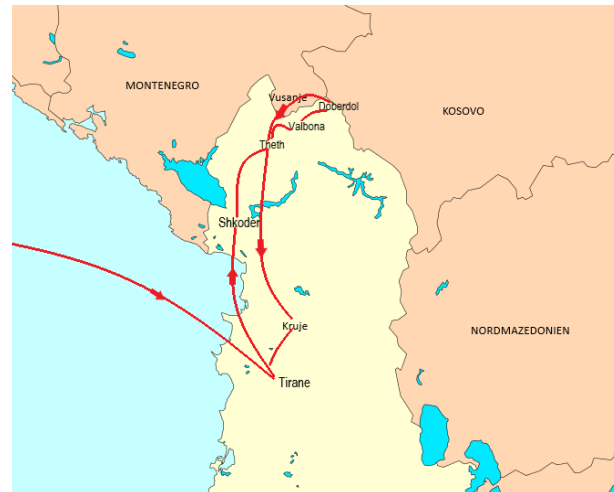 MONTENEGRO
KOSOVO
Vusanje
Doberdol
Valbona
Theth
Shkoder
Kruje
NORDMAZEDONIEN
Tirane